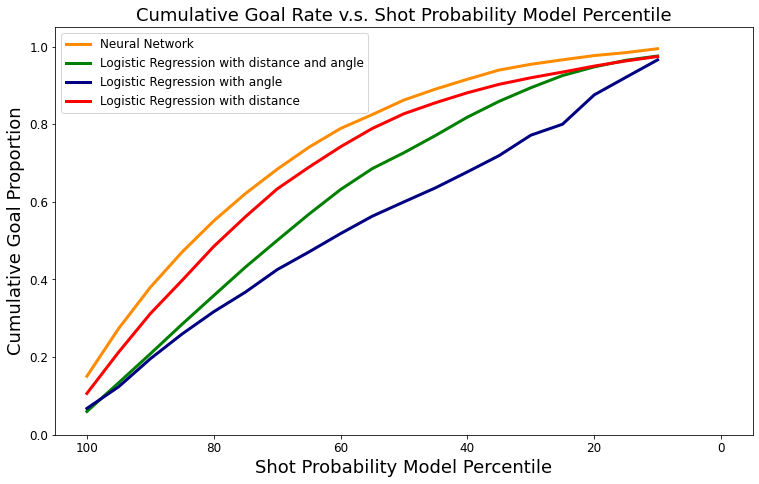 Cumulative Goal Rate v.s. Shot Probability Model Percentile
Neural Network
Logistic Regression with distance and angle
Logistic Regression with angle
Logistic Regression with distance
Cumulative Goal Proportion
1.0
0.8
0.6
0.4
0.2
0.0
100 80 60 40 20 0
Shot Probability Model Percentile